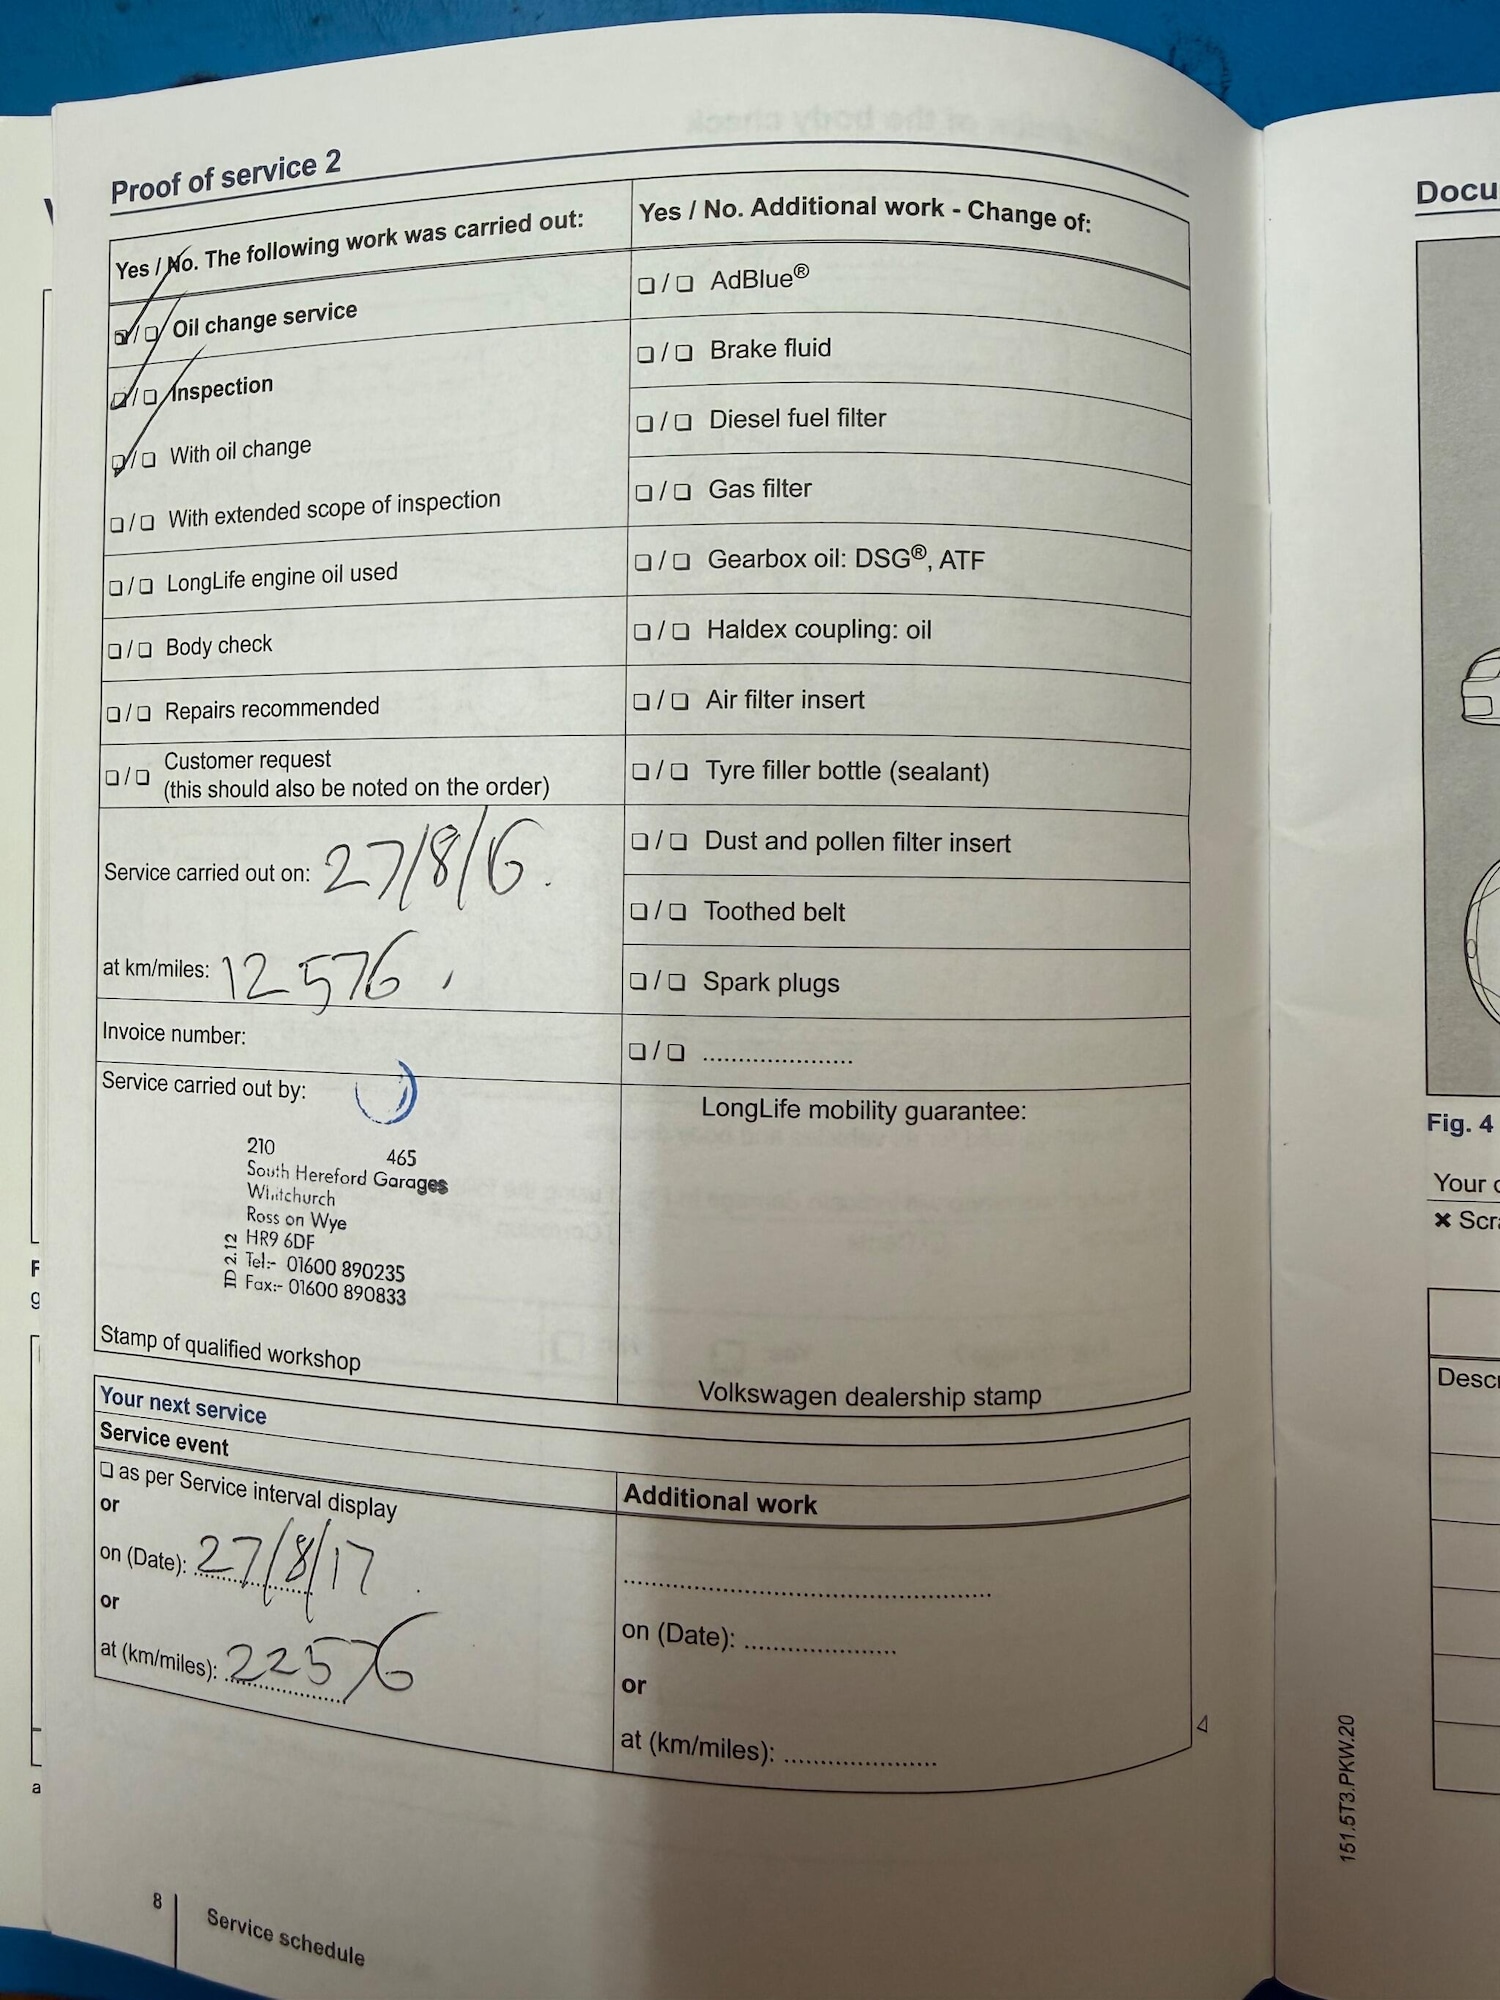 Proof of service 2
Yes / No. The following work was carried out:
☑/☐ Oil change service
☑/☐ Inspection
☑/☐ With oil change
☐/☐ With extended scope of inspection
☐/☐ LongLife engine oil used
☐/☐ Body check
☐/☐ Repairs recommended
☐/☐ Customer request
(this should also be noted on the order)
Service carried out on: 27/8/16.
at km/miles: 12576
Invoice number:
Service carried out by:
210 465
South Hereford Garages
Whitchurch
Ross on Wye
HR9 6DF
Tel:- 01600 890235
Fax:- 01600 890833
ID 2.12
Stamp of qualified workshop
Yes / No. Additional work - Change of:
☐/☐ AdBlue®
☐/☐ Brake fluid
☐/☐ Diesel fuel filter
☐/☐ Gas filter
☐/☐ Gearbox oil: DSG®, ATF
☐/☐ Haldex coupling: oil
☐/☐ Air filter insert
☐/☐ Tyre filler bottle (sealant)
☐/☐ Dust and pollen filter insert
☐/☐ Toothed belt
☐/☐ Spark plugs
☐/☐ ......................
LongLife mobility guarantee:
Volkswagen dealership stamp
Your next service
Service event
☐ as per Service interval display
or
on (Date): 27/8/17
or
at (km/miles): 22576
Additional work
on (Date): ......................
or
at (km/miles): ......................
8
Service schedule
Docu
Fig. 4
Your
✖ Scr
Descr
151.5T3.PKW.20